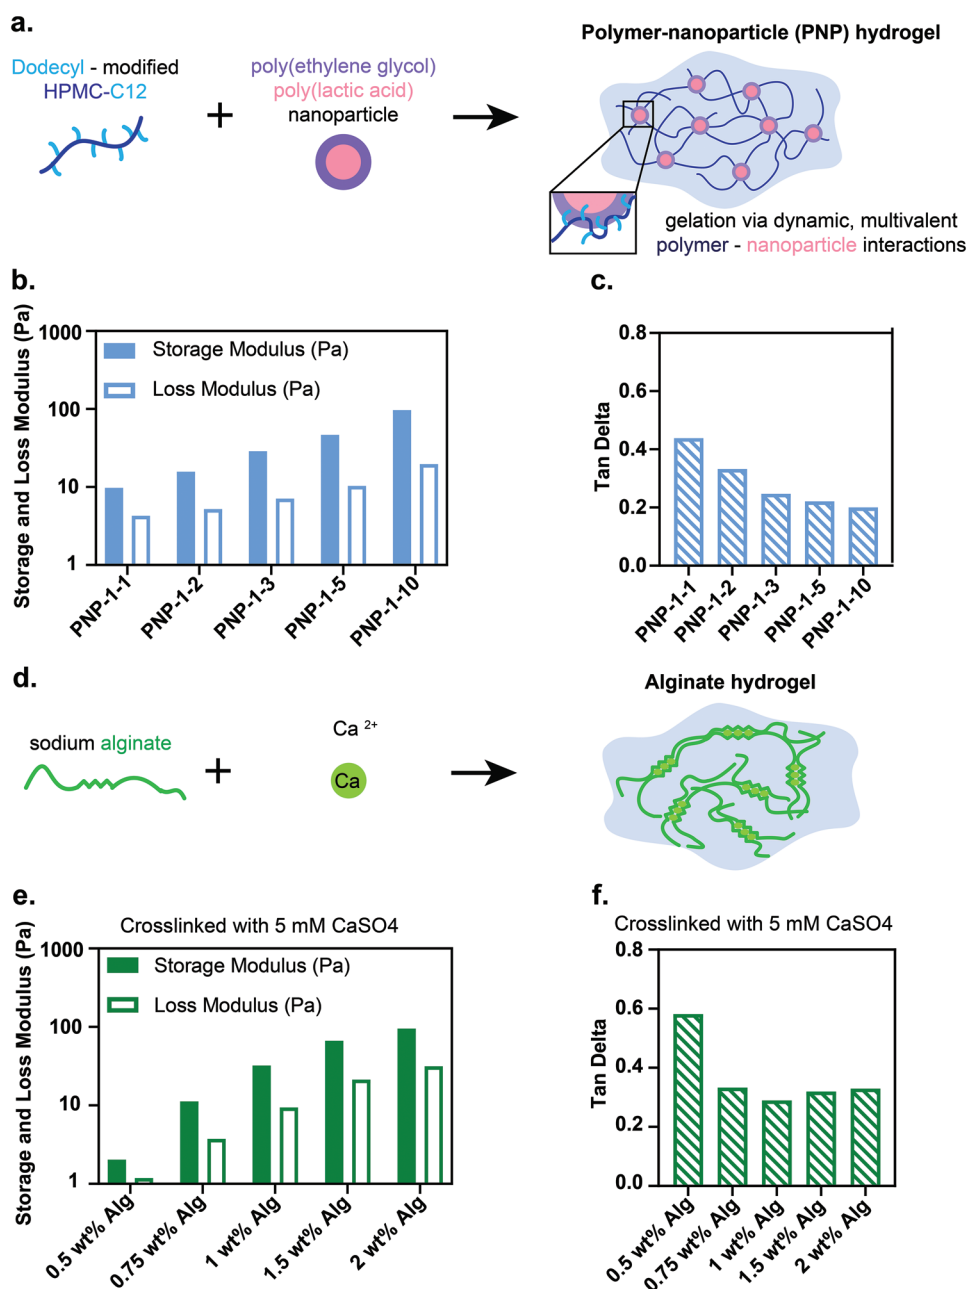 a.
Dodecyl - modified
HPMC-C12
+
poly(ethylene glycol)
poly(lactic acid)
nanoparticle
Polymer-nanoparticle (PNP) hydrogel
gelation via dynamic, multivalent
polymer - nanoparticle interactions
b.
Storage and Loss Modulus (Pa)
1000
100
10
1
Storage Modulus (Pa)
Loss Modulus (Pa)
PNP-1-1
PNP-1-2
PNP-1-3
PNP-1-5
PNP-1-10
c.
Tan Delta
0.8
0.6
0.4
0.2
0.0
PNP-1-1
PNP-1-2
PNP-1-3
PNP-1-5
PNP-1-10
d.
sodium alginate
+
Ca 2+
Ca
Alginate hydrogel
e.
Crosslinked with 5 mM CaSO4
Storage and Loss Modulus (Pa)
1000
100
10
1
Storage Modulus (Pa)
Loss Modulus (Pa)
0.5 wt% Alg
0.75 wt% Alg
1 wt% Alg
1.5 wt% Alg
2 wt% Alg
f.
Crosslinked with 5 mM CaSO4
Tan Delta
0.8
0.6
0.4
0.2
0.0
0.5 wt% Alg
0.75 wt% Alg
1 wt% Alg
1.5 wt% Alg
2 wt% Alg